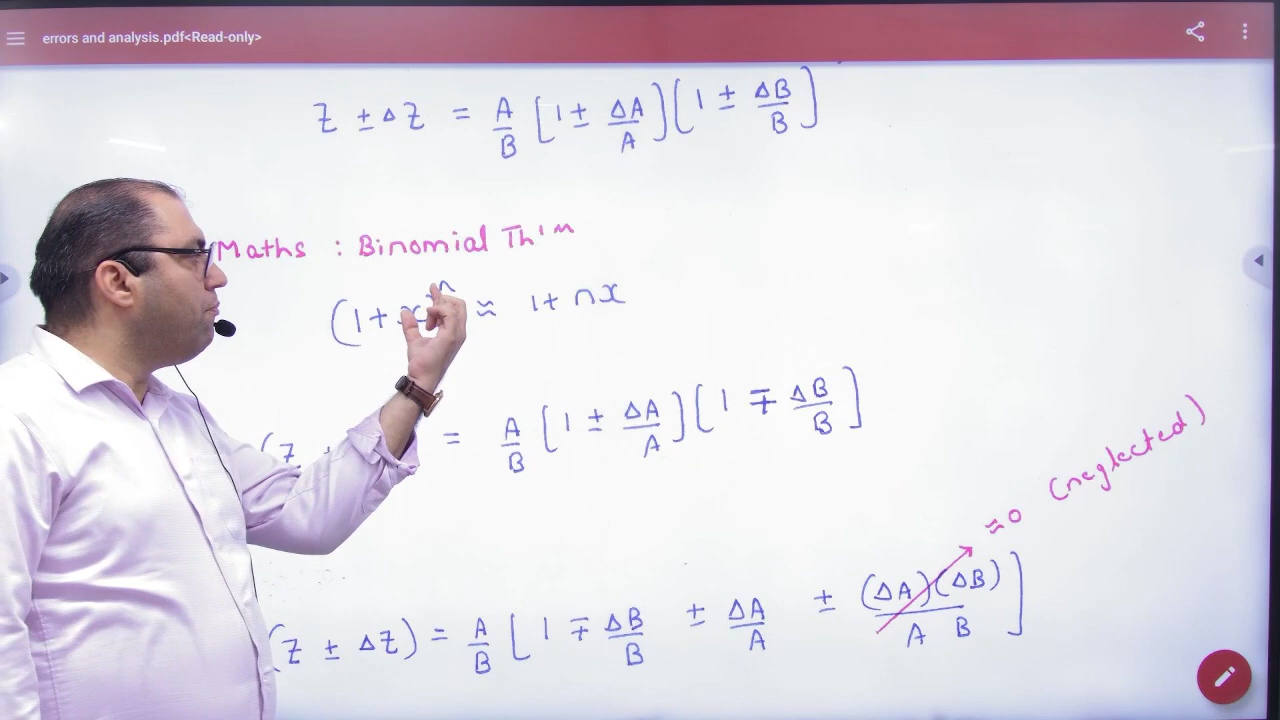 errors and analysis.pdf<Read-only>
Z ± ΔZ = A/B [1 ± ΔA/A] [1 ± ΔB/B]
Maths : Binomial Th'm
(1 + x)^n ≈ 1 + nx
(Z = A/B [1 ± ΔA/A] [1 ∓ ΔB/B]
≈ 0 (neglected)
(Z ± ΔZ) = A/B [1 ∓ ΔB/B ± ΔA/A ± (ΔA)(ΔB)/A B]